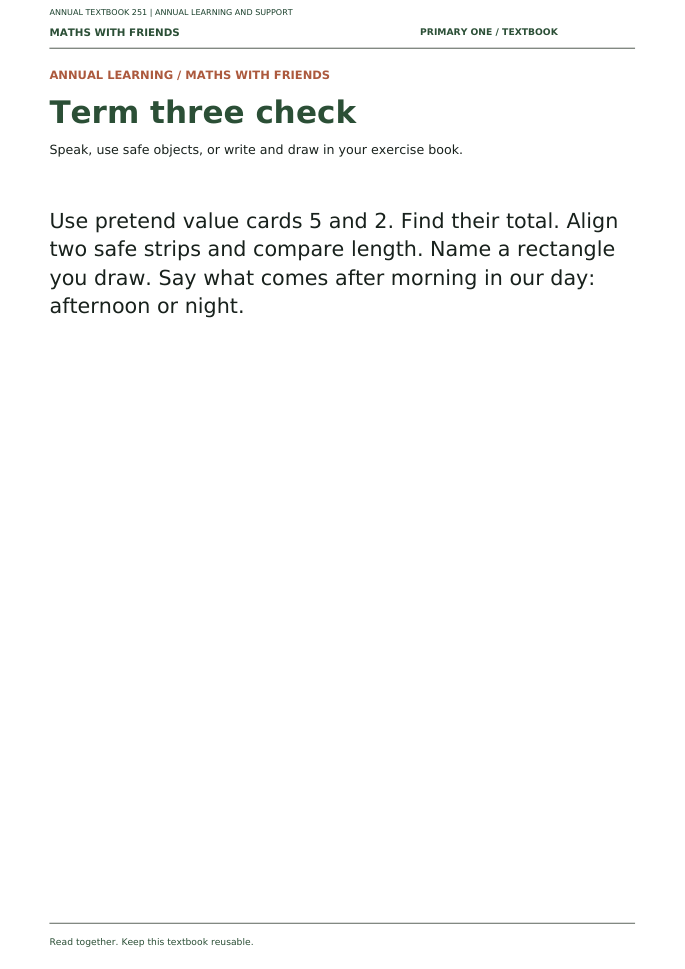 ANNUAL TEXTBOOK 251 | ANNUAL LEARNING AND SUPPORT
MATHS WITH FRIENDS
PRIMARY ONE / TEXTBOOK
ANNUAL LEARNING / MATHS WITH FRIENDS
Term three check
Speak, use safe objects, or write and draw in your exercise book.
Use pretend value cards 5 and 2. Find their total. Align
two safe strips and compare length. Name a rectangle
you draw. Say what comes after morning in our day:
afternoon or night.
Read together. Keep this textbook reusable.